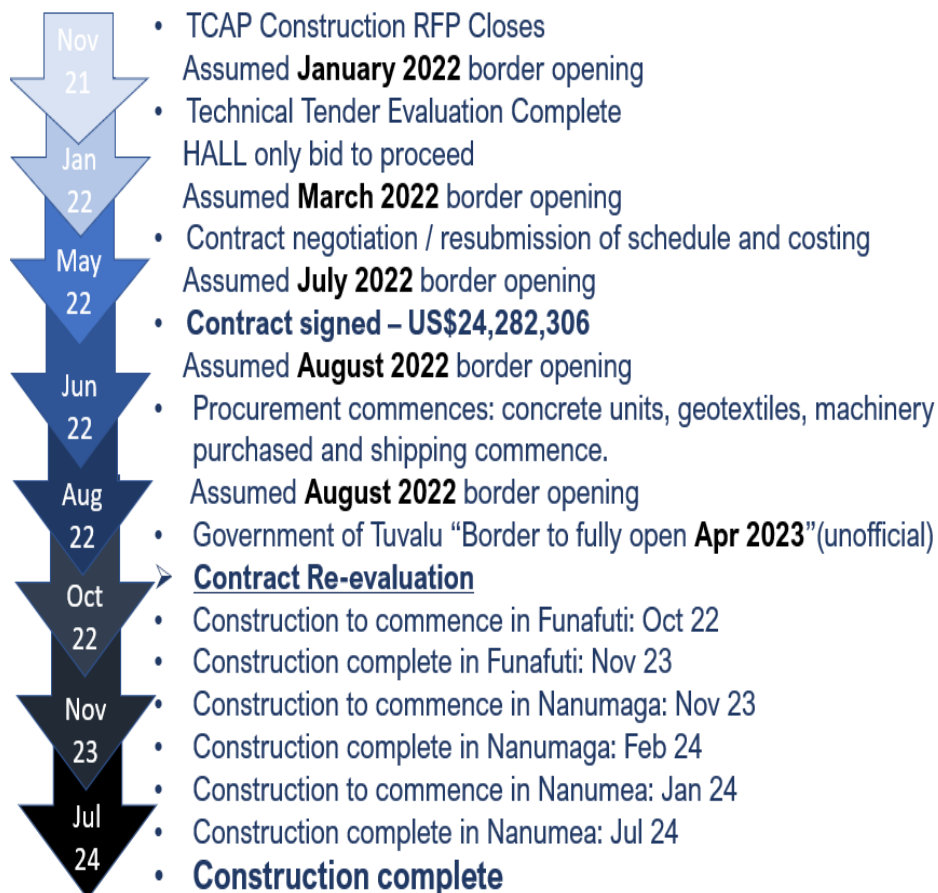 Nov
21
Jan
22
May
22
Jun
22
Aug
22
Oct
22
Nov
23
Jul
24
• TCAP Construction RFP Closes
Assumed January 2022 border opening
• Technical Tender Evaluation Complete
HALL only bid to proceed
Assumed March 2022 border opening
• Contract negotiation / resubmission of schedule and costing
Assumed July 2022 border opening
• Contract signed – US$24,282,306
Assumed August 2022 border opening
• Procurement commences: concrete units, geotextiles, machinery
purchased and shipping commence.
Assumed August 2022 border opening
• Government of Tuvalu “Border to fully open Apr 2023”(unofficial)
➢ Contract Re-evaluation
• Construction to commence in Funafuti: Oct 22
• Construction complete in Funafuti: Nov 23
• Construction to commence in Nanumaga: Nov 23
• Construction complete in Nanumaga: Feb 24
• Construction to commence in Nanumea: Jan 24
• Construction complete in Nanumea: Jul 24
• Construction complete